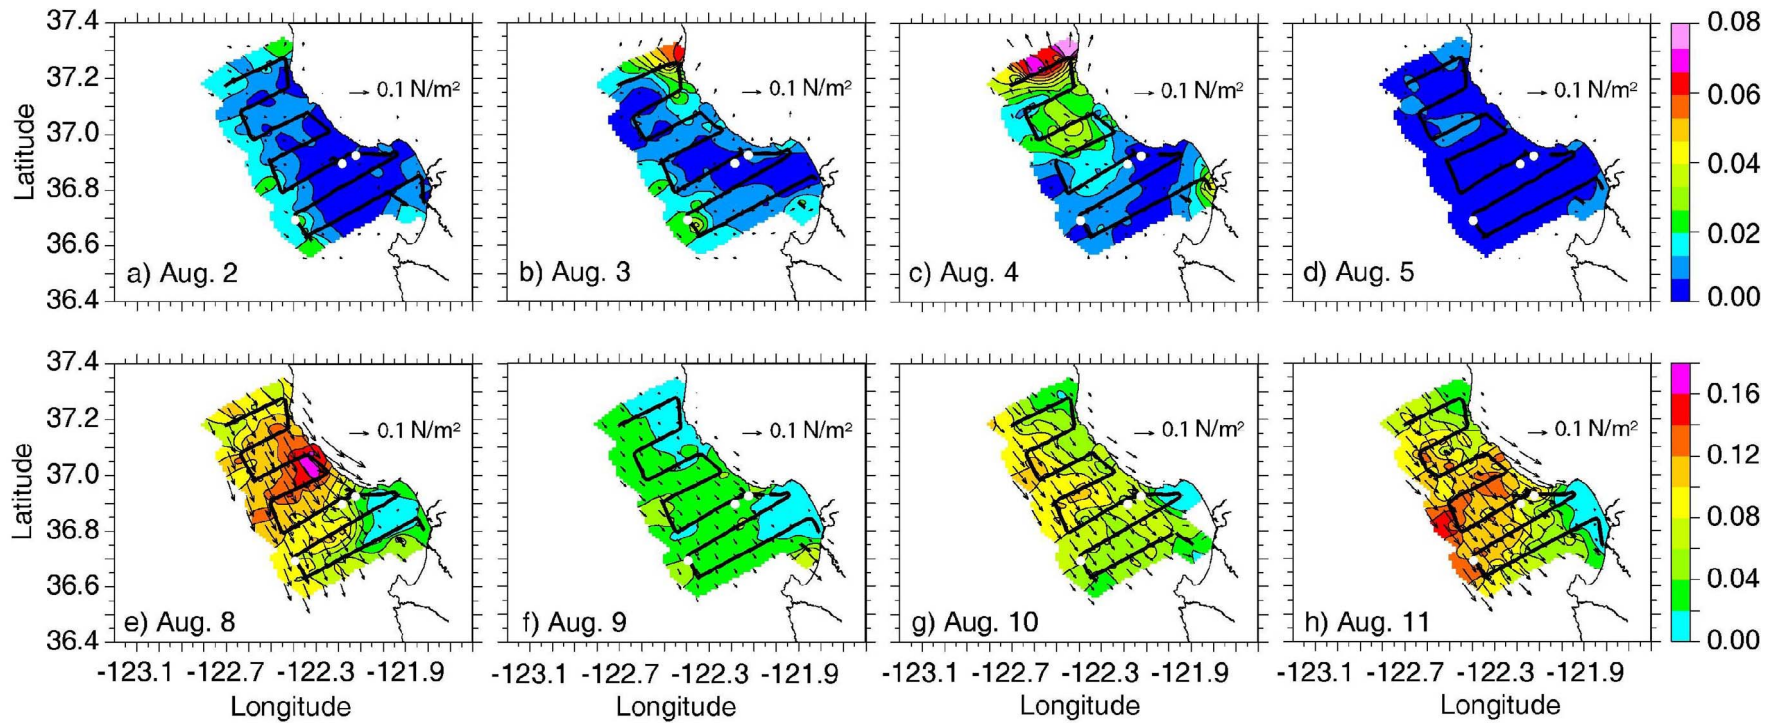 37.4
37.2
37.0
36.8
36.6
36.4
Latitude
0.1 N/m²
a) Aug. 2
0.1 N/m²
b) Aug. 3
0.1 N/m²
c) Aug. 4
0.1 N/m²
d) Aug. 5
0.08
0.06
0.04
0.02
0.00
37.4
37.2
37.0
36.8
36.6
36.4
Latitude
0.1 N/m²
e) Aug. 8
0.1 N/m²
f) Aug. 9
0.1 N/m²
g) Aug. 10
0.1 N/m²
h) Aug. 11
0.16
0.12
0.08
0.04
0.00
-123.1 -122.7 -122.3 -121.9
-123.1 -122.7 -122.3 -121.9
-123.1 -122.7 -122.3 -121.9
-123.1 -122.7 -122.3 -121.9
Longitude
Longitude
Longitude
Longitude